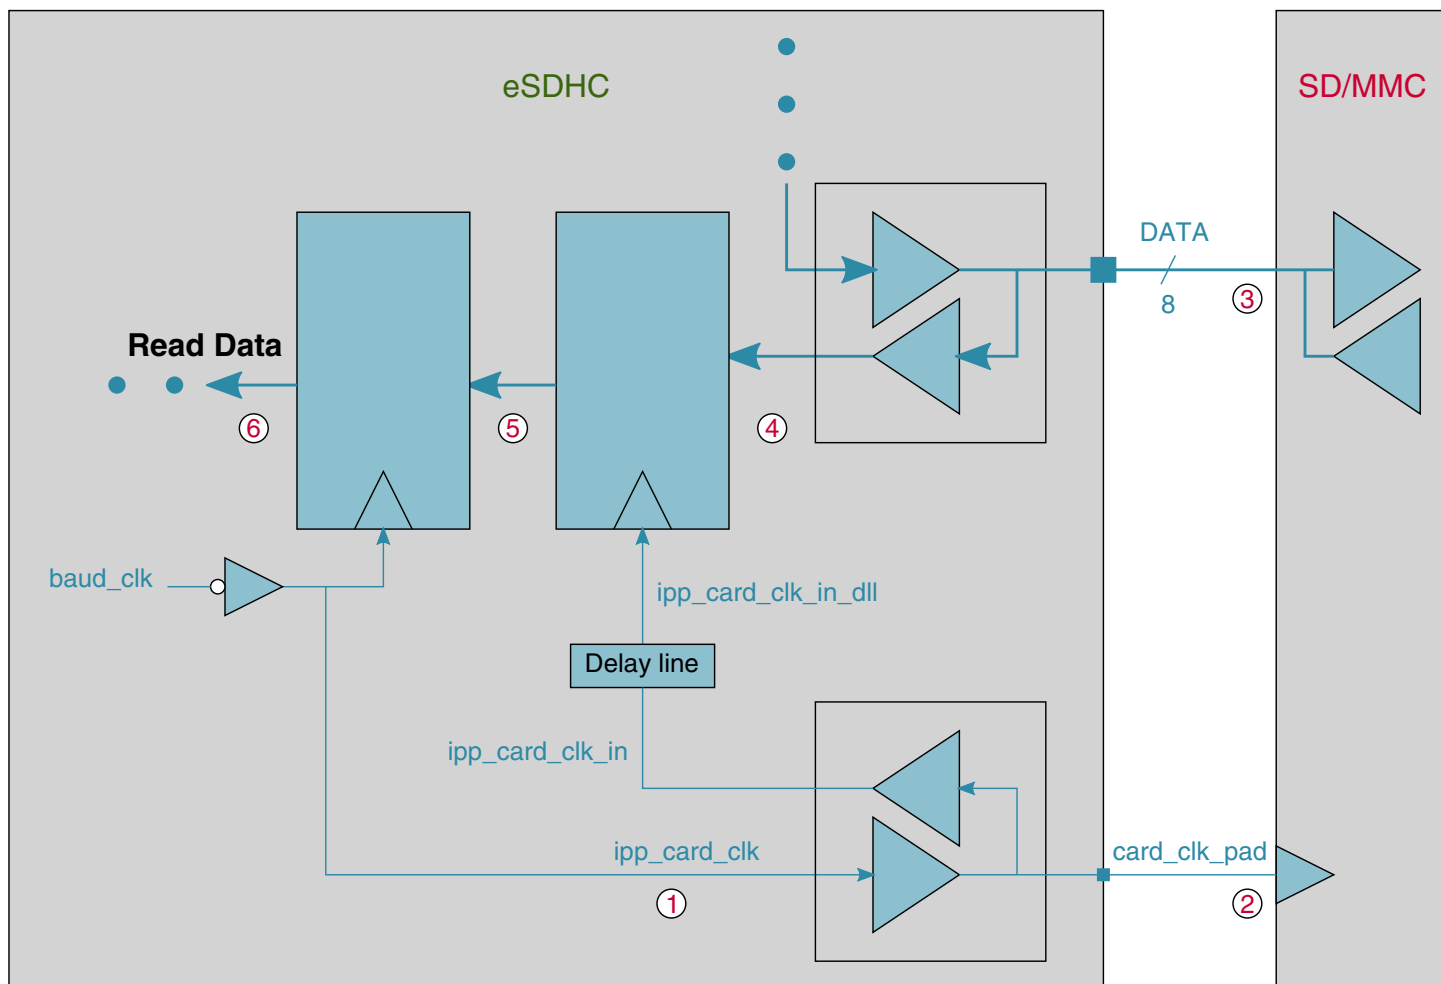 eSDHC
SD/MMC
DATA
8
③
Read Data
⑥
⑤
④
baud_clk
ipp_card_clk_in_dll
Delay line
ipp_card_clk_in
ipp_card_clk
card_clk_pad
①
②